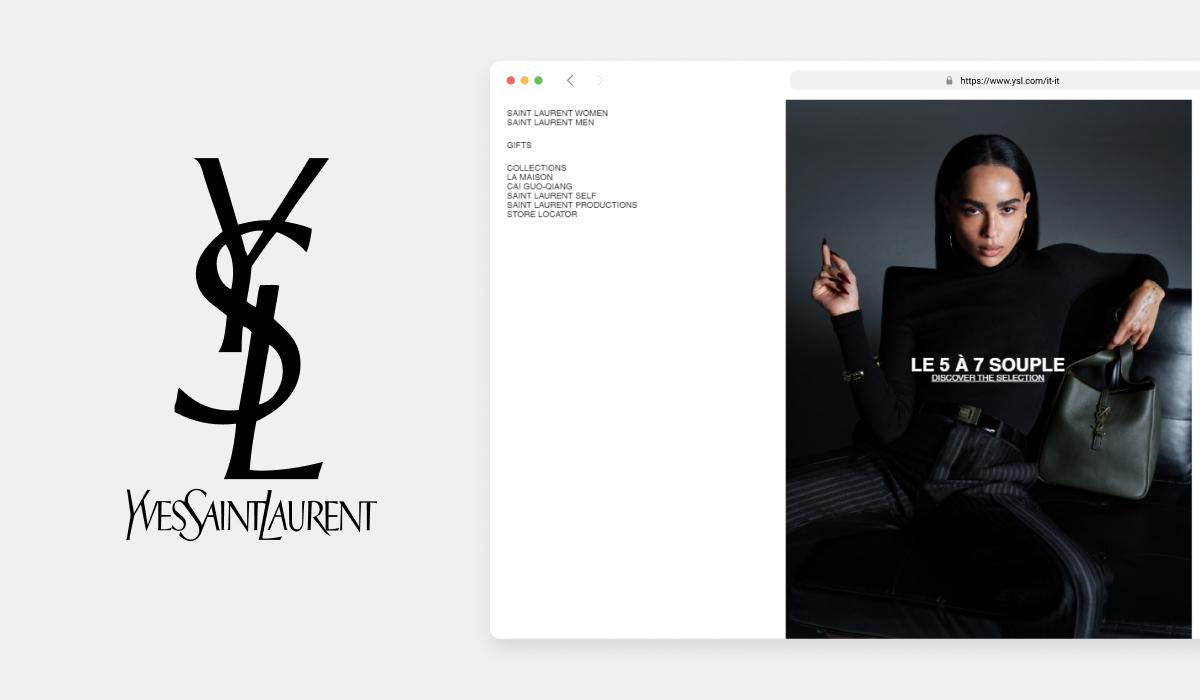 YSL
YVESSAINTLAURENT
https://www.ysl.com/it-it
SAINT LAURENT WOMEN
SAINT LAURENT MEN
GIFTS
COLLECTIONS
LA MAISON
CAI GUO-QIANG
SAINT LAURENT SELF
SAINT LAURENT PRODUCTIONS
STORE LOCATOR
LE 5 À 7 SOUPLE
DISCOVER THE SELECTION